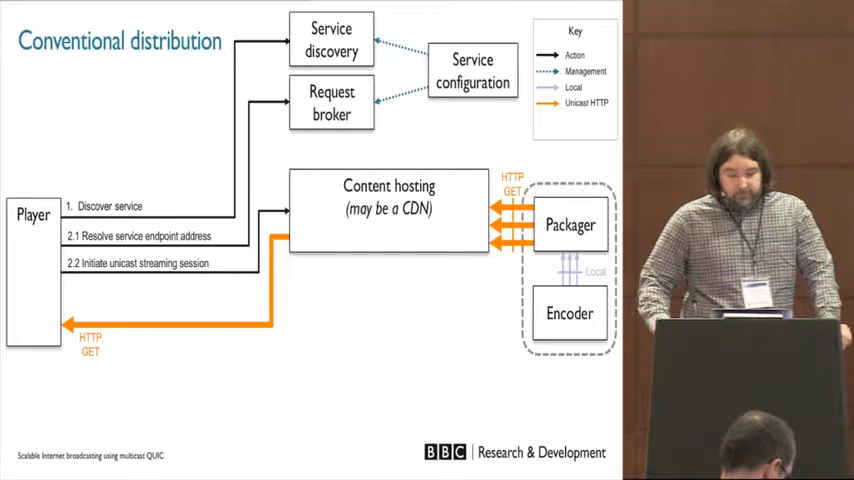 Conventional distribution
Service
discovery
Request
broker
Service
configuration
Key
Action
Management
Local
Unicast HTTP
Player
1. Discover service
2.1 Resolve service endpoint address
2.2 Initiate unicast streaming session
Content hosting
(may be a CDN)
HTTP
GET
Packager
Local
Encoder
HTTP
GET
Scalable Internet broadcasting using multicast QUIC
BBC Research & Development